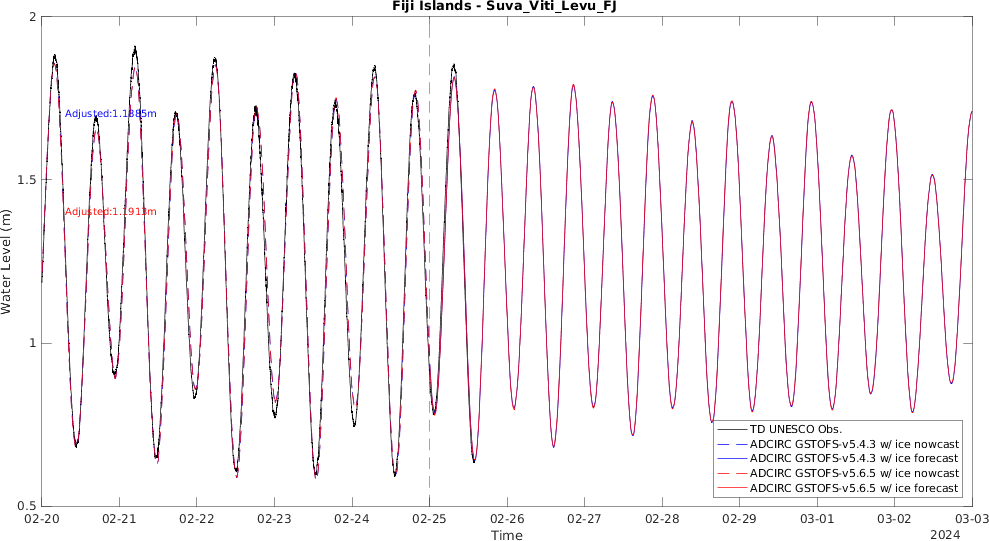 Fiji Islands - Suva_Viti_Levu_FJ
2
1.5
1
0.5
Water Level (m)
Adjusted:1.1885m
Adjusted:1.1913m
TD UNESCO Obs.
ADCIRC GSTOFS-v5.4.3 w/ ice nowcast
ADCIRC GSTOFS-v5.4.3 w/ ice forecast
ADCIRC GSTOFS-v5.6.5 w/ ice nowcast
ADCIRC GSTOFS-v5.6.5 w/ ice forecast
02-20 02-21 02-22 02-23 02-24 02-25 02-26 02-27 02-28 02-29 03-01 03-02 03-03
Time
2024